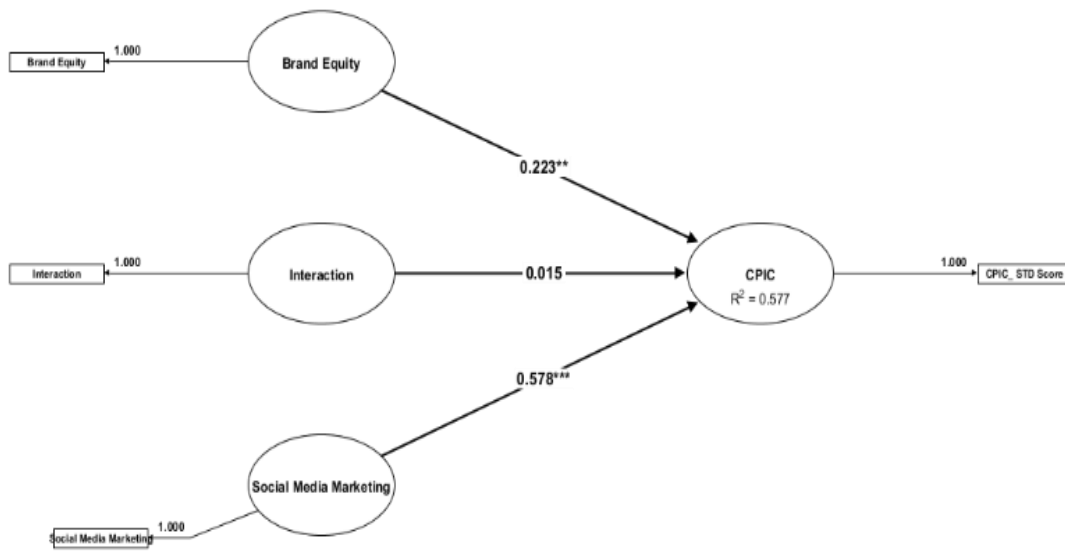 1.000
Brand Equity
Brand Equity
0.223**
1.000
Interaction
Interaction
0.015
CPIC
R² = 0.577
1.000
CPIC_ STD Score
0.578***
Social Media Marketing
1.000
Social Media Marketing